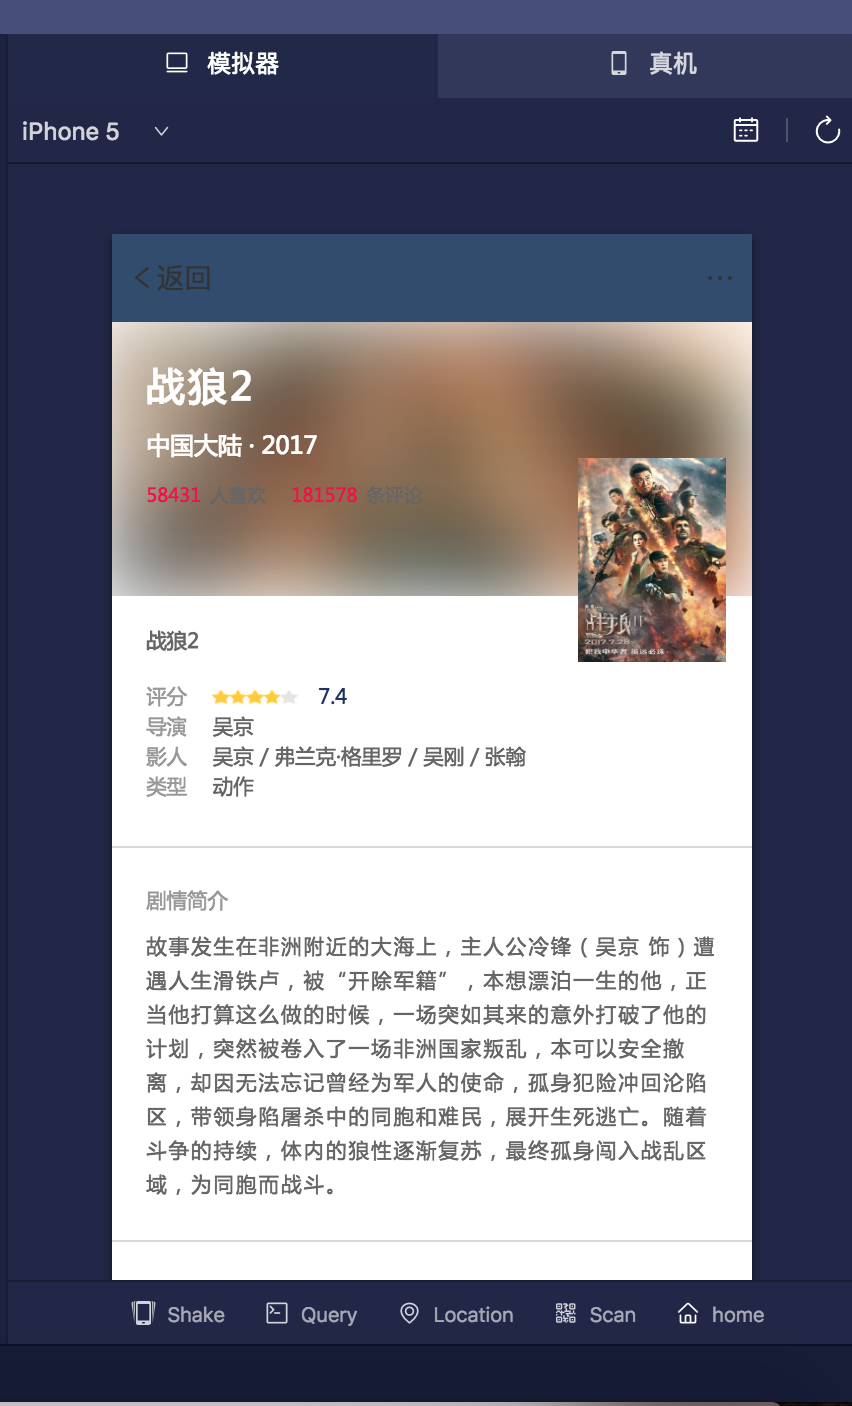 模拟器
真机
iPhone 5
返回
战狼2
中国大陆 · 2017
58431 人喜欢 181578 条评论
战狼II
2017.7.28
犯我中华者 虽远必诛
战狼2
评分 7.4
导演 吴京
影人 吴京 / 弗兰克·格里罗 / 吴刚 / 张翰
类型 动作
剧情简介
故事发生在非洲附近的大海上，主人公冷锋（吴京 饰）遭
遇人生滑铁卢，被“开除军籍”，本想漂泊一生的他，正
当他打算这么做的时候，一场突如其来的意外打破了他的
计划，突然被卷入了一场非洲国家叛乱，本可以安全撤
离，却因无法忘记曾经为军人的使命，孤身犯险冲回沦陷
区，带领身陷屠杀中的同胞和难民，展开生死逃亡。随着
斗争的持续，体内的狼性逐渐复苏，最终孤身闯入战乱区
域，为同胞而战斗。
Shake Query Location Scan home